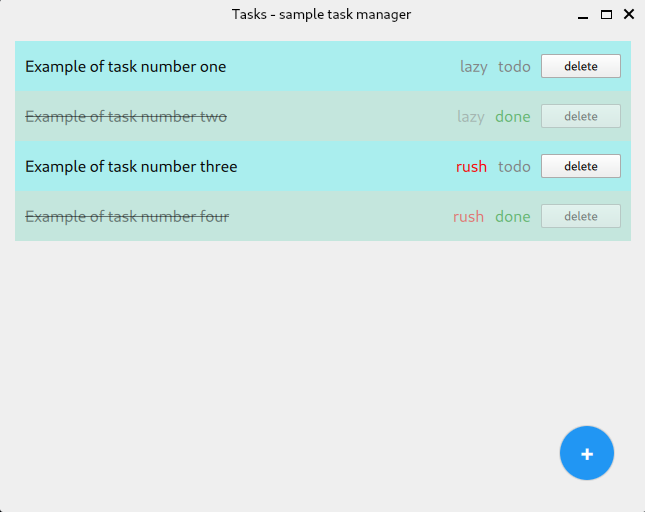 Tasks - sample task manager
Example of task number one lazy todo delete
Example of task number two lazy done delete
Example of task number three rush todo delete
Example of task number four rush done delete
+